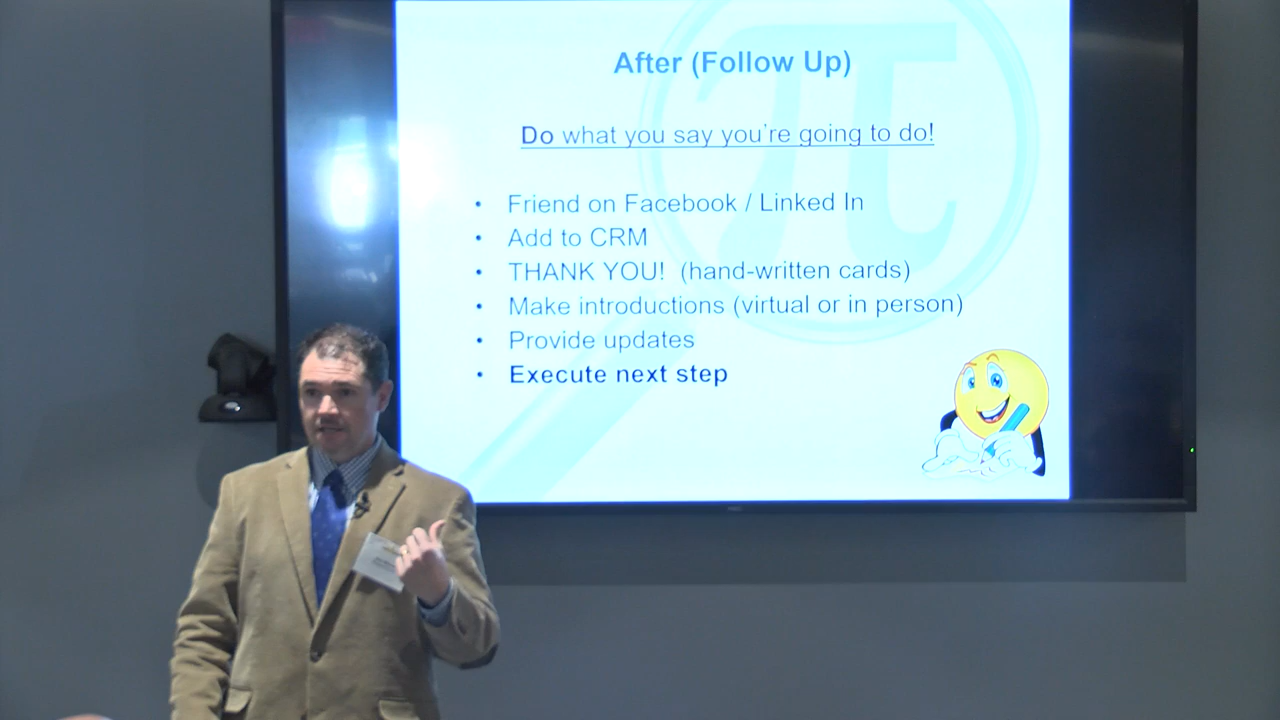 After (Follow Up)
Do what you say you're going to do!
• Friend on Facebook / Linked In
• Add to CRM
• THANK YOU!  (hand-written cards)
• Make introductions (virtual or in person)
• Provide updates
• Execute next step
π